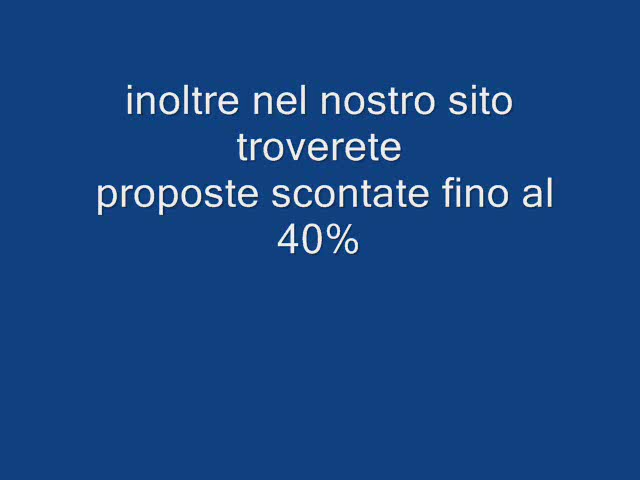 inoltre nel nostro sito
troverete
proposte scontate fino al
40%